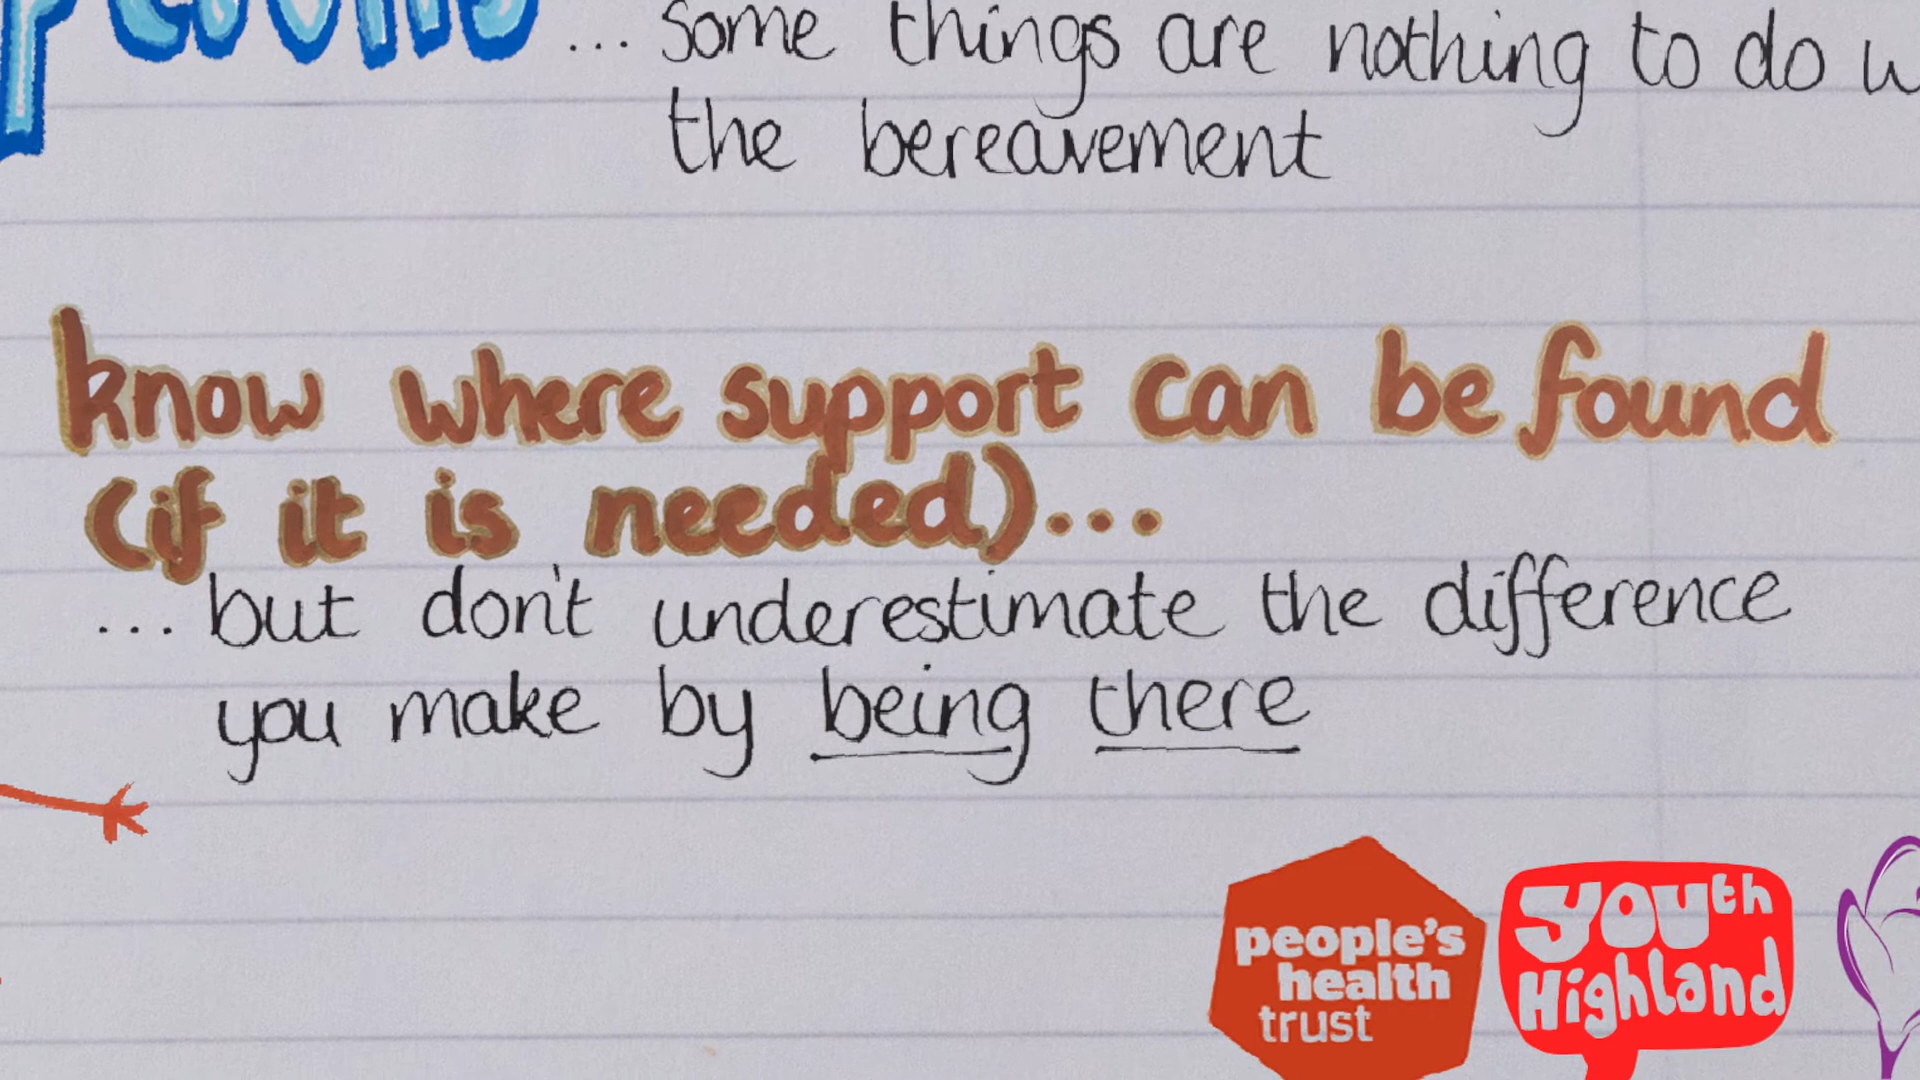 ... some things are nothing to do
the bereavement
know where support can be found
(if it is needed)...
... but don't underestimate the difference
you make by being there
people's
health
trust
youth
Highland